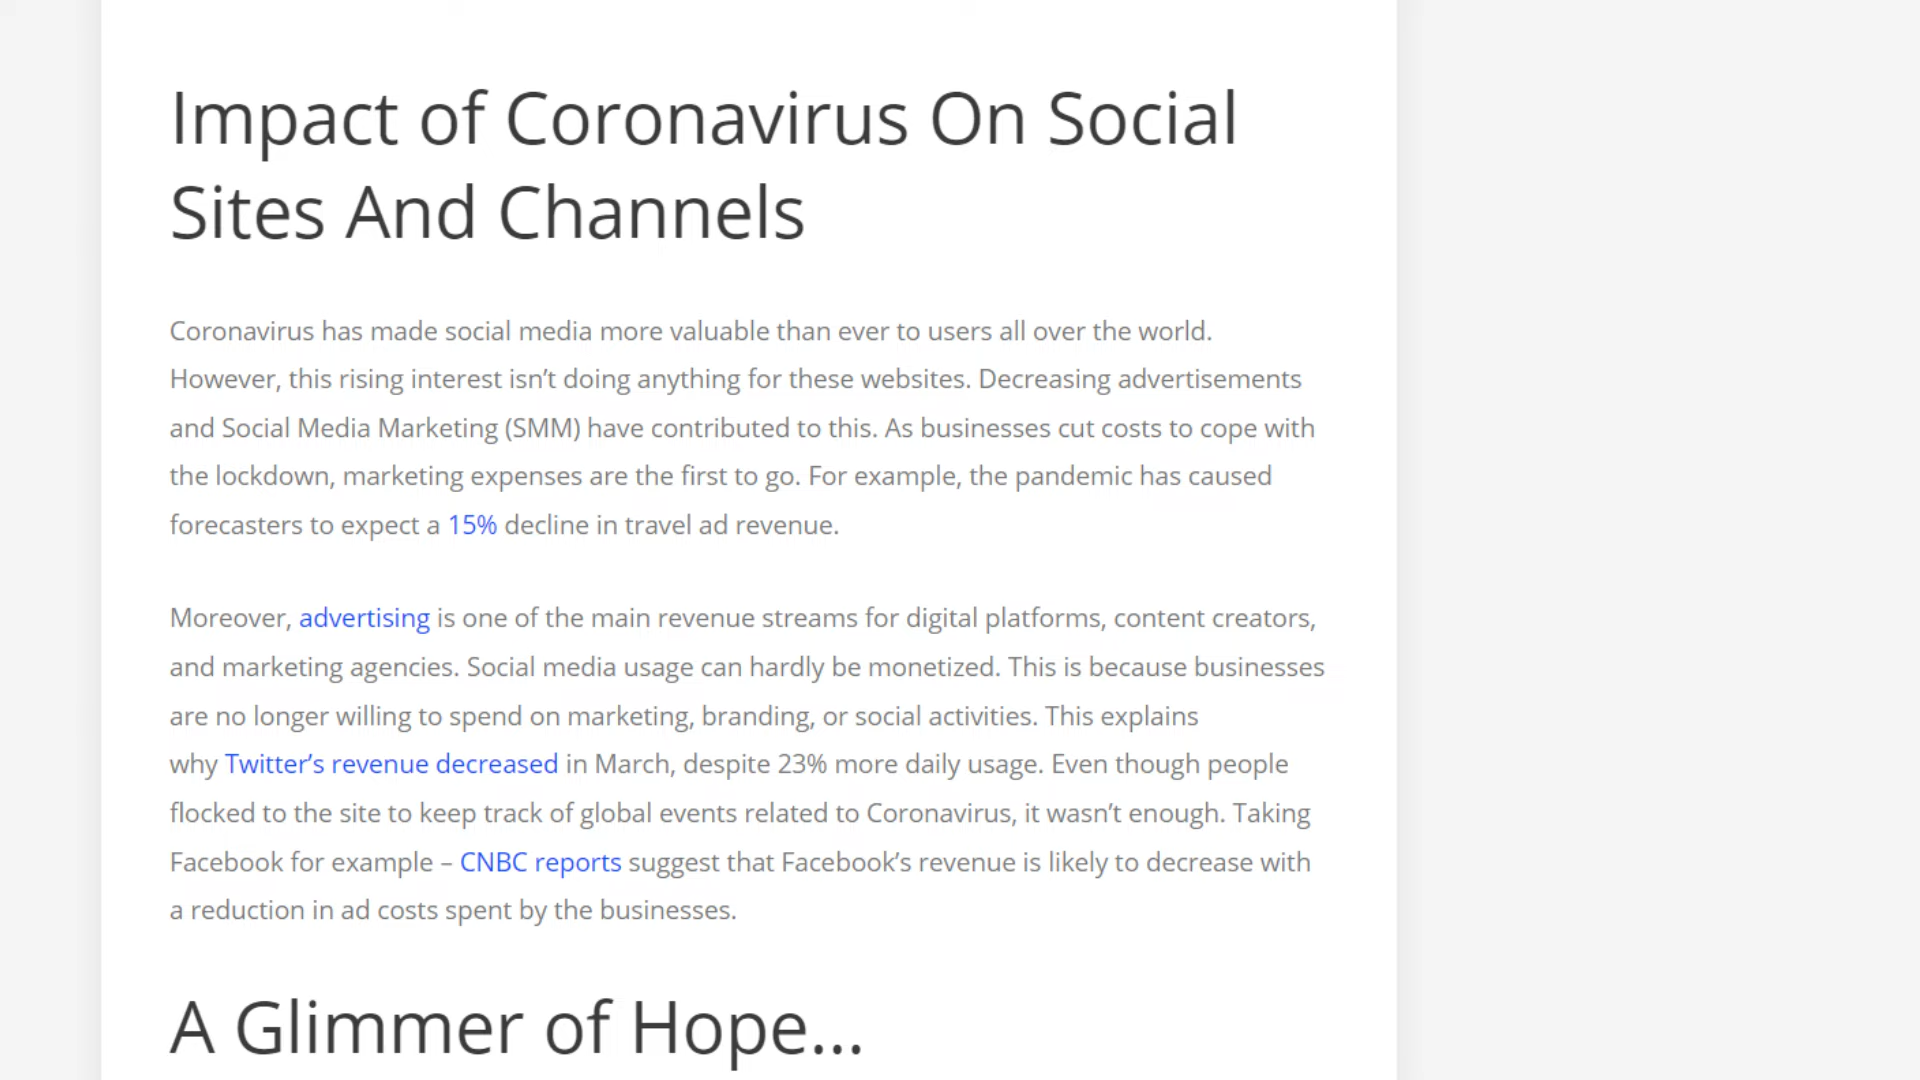 Impact of Coronavirus On Social
Sites And Channels
Coronavirus has made social media more valuable than ever to users all over the world.
However, this rising interest isn’t doing anything for these websites. Decreasing advertisements
and Social Media Marketing (SMM) have contributed to this. As businesses cut costs to cope with
the lockdown, marketing expenses are the first to go. For example, the pandemic has caused
forecasters to expect a 15% decline in travel ad revenue.
Moreover, advertising is one of the main revenue streams for digital platforms, content creators,
and marketing agencies. Social media usage can hardly be monetized. This is because businesses
are no longer willing to spend on marketing, branding, or social activities. This explains
why Twitter’s revenue decreased in March, despite 23% more daily usage. Even though people
flocked to the site to keep track of global events related to Coronavirus, it wasn’t enough. Taking
Facebook for example – CNBC reports suggest that Facebook’s revenue is likely to decrease with
a reduction in ad costs spent by the businesses.
A Glimmer of Hope…